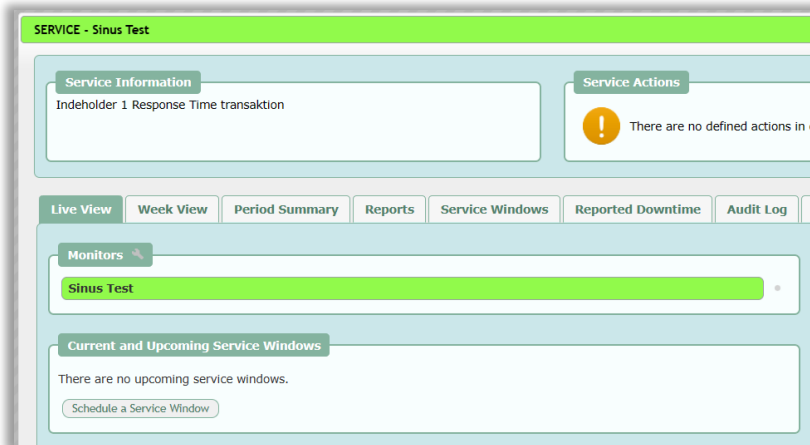 SERVICE - Sinus Test
Service Information
Indeholder 1 Response Time transaktion
Service Actions
There are no defined actions in
Live View
Week View
Period Summary
Reports
Service Windows
Reported Downtime
Audit Log
Monitors
Sinus Test
Current and Upcoming Service Windows
There are no upcoming service windows.
Schedule a Service Window